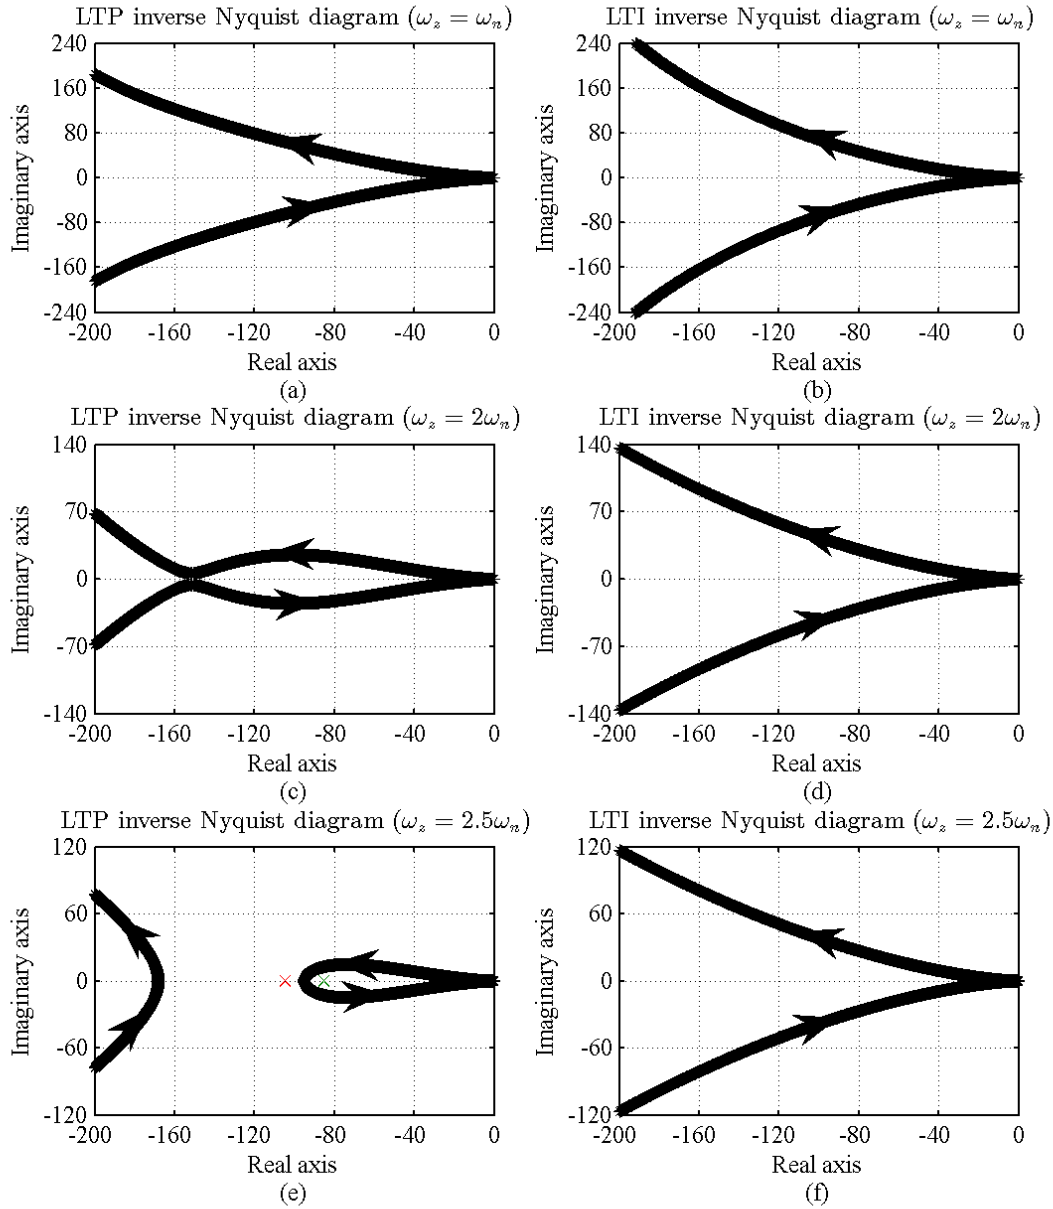 LTP inverse Nyquist diagram (ω_z = ω_n)
240
160
80
0
-80
-160
-240
Imaginary axis
-200 -160 -120 -80 -40 0
Real axis
(a)
LTI inverse Nyquist diagram (ω_z = ω_n)
240
160
80
0
-80
-160
-240
Imaginary axis
-200 -160 -120 -80 -40 0
Real axis
(b)
LTP inverse Nyquist diagram (ω_z = 2ω_n)
140
70
0
-70
-140
Imaginary axis
-200 -160 -120 -80 -40 0
Real axis
(c)
LTI inverse Nyquist diagram (ω_z = 2ω_n)
140
70
0
-70
-140
Imaginary axis
-200 -160 -120 -80 -40 0
Real axis
(d)
LTP inverse Nyquist diagram (ω_z = 2.5ω_n)
120
60
0
-60
-120
Imaginary axis
-200 -160 -120 -80 -40 0
Real axis
(e)
LTI inverse Nyquist diagram (ω_z = 2.5ω_n)
120
60
0
-60
-120
Imaginary axis
-200 -160 -120 -80 -40 0
Real axis
(f)